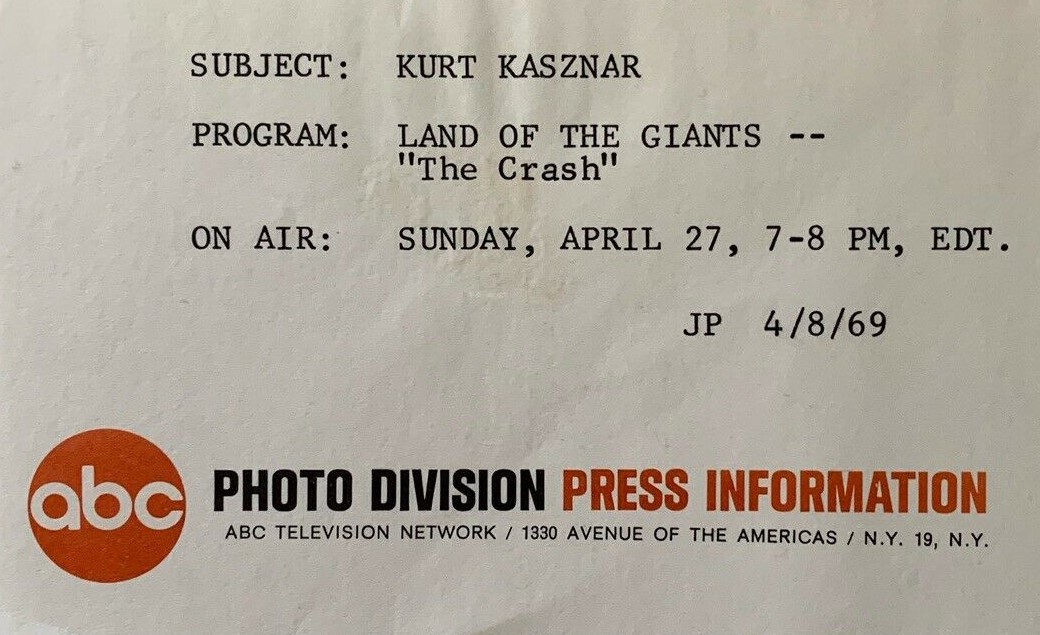 SUBJECT: KURT KASZNAR
PROGRAM: LAND OF THE GIANTS --
"The Crash"
ON AIR: SUNDAY, APRIL 27, 7-8 PM, EDT.
JP 4/8/69
abc PHOTO DIVISION PRESS INFORMATION
ABC TELEVISION NETWORK / 1330 AVENUE OF THE AMERICAS / N.Y. 19, N.Y.